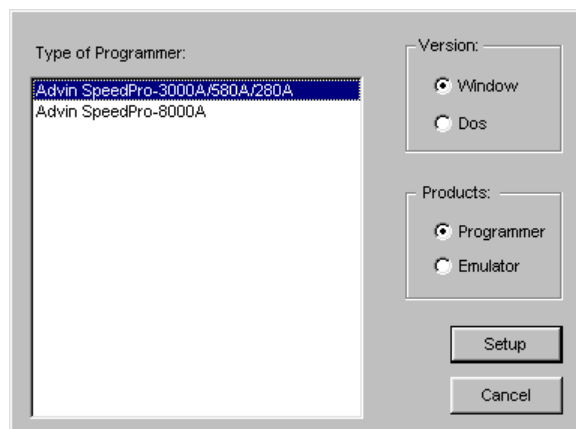 Type of Programmer:
Advin SpeedPro-3000A/580A/280A
Advin SpeedPro-8000A
Version:
Window
Dos
Products:
Programmer
Emulator
Setup
Cancel